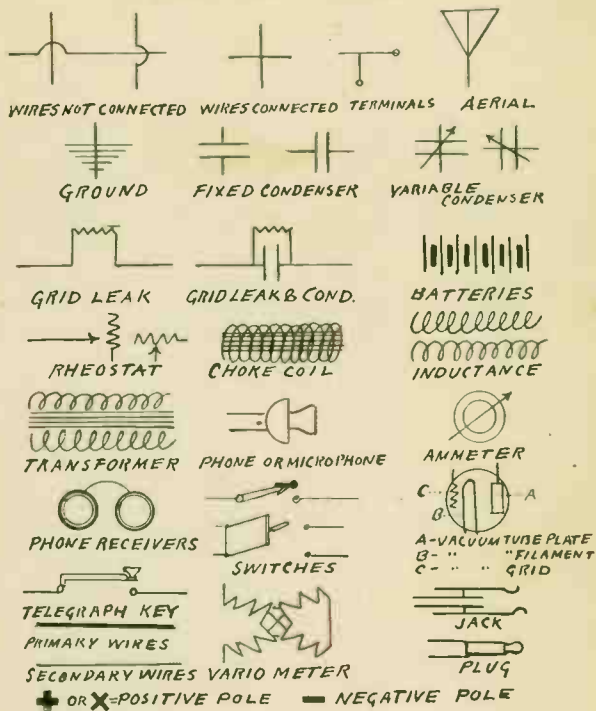 WIRES NOT CONNECTED WIRES CONNECTED TERMINALS AERIAL
GROUND FIXED CONDENSER VARIABLE CONDENSER
GRID LEAK GRID LEAK & COND. BATTERIES
RHEOSTAT CHOKE COIL INDUCTANCE
TRANSFORMER PHONE OR MICROPHONE AMMETER
C A
B
PHONE RECEIVERS SWITCHES
A-VACUUM TUBE PLATE
B- " " FILAMENT
C- " " GRID
TELEGRAPH KEY JACK
PRIMARY WIRES
SECONDARY WIRES VARIO METER PLUG
+ OR X=POSITIVE POLE - NEGATIVE POLE